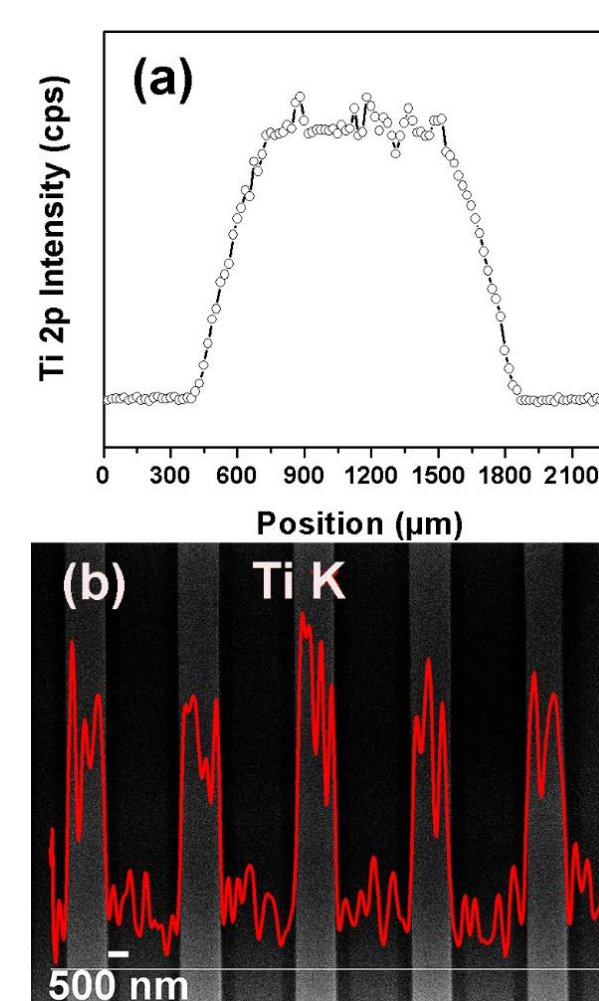 (a)
Ti 2p Intensity (cps)
0 300 600 900 1200 1500 1800 2100
Position (μm)
(b) Ti K
500 nm